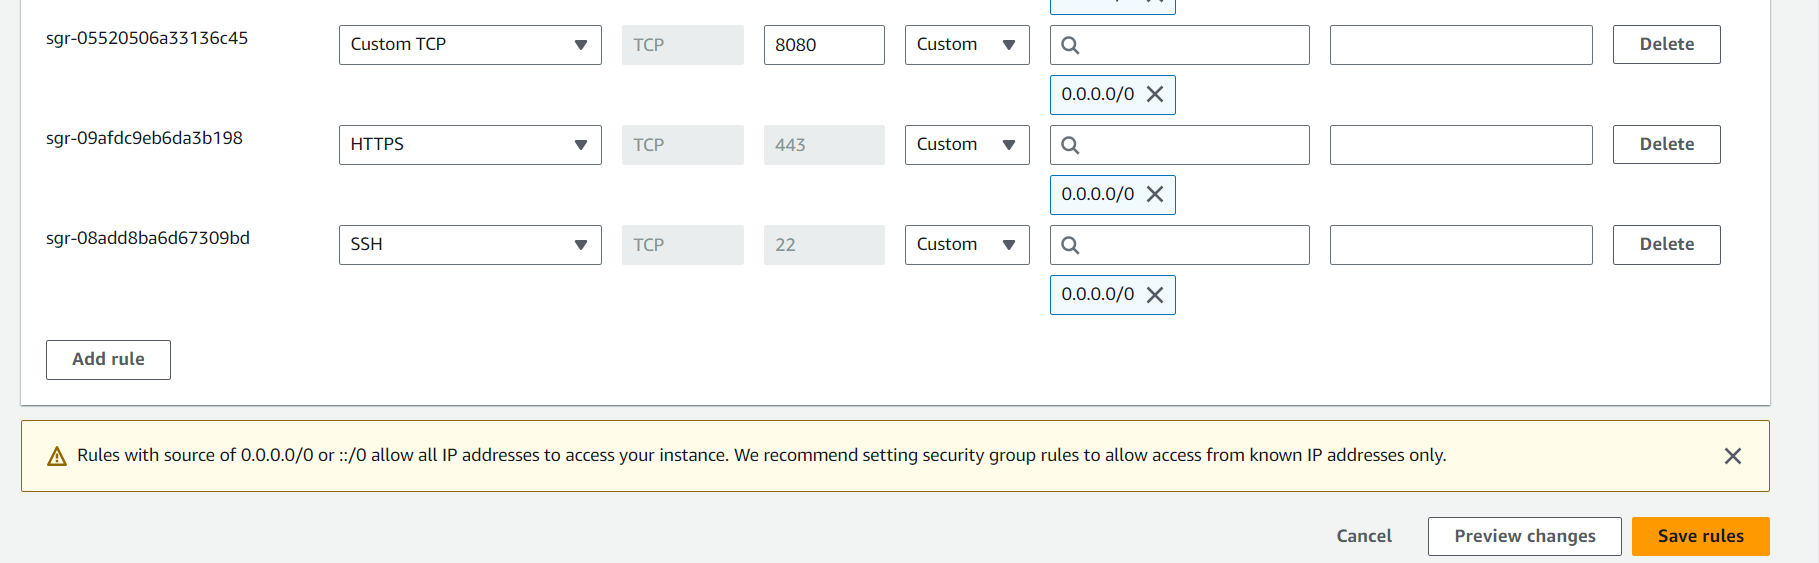 sgr-05520506a33136c45 Custom TCP TCP 8080 Custom Delete
0.0.0.0/0
sgr-09afdc9eb6da3b198 HTTPS TCP 443 Custom Delete
0.0.0.0/0
sgr-08add8ba6d67309bd SSH TCP 22 Custom Delete
0.0.0.0/0
Add rule
Rules with source of 0.0.0.0/0 or ::/0 allow all IP addresses to access your instance. We recommend setting security group rules to allow access from known IP addresses only.
Cancel Preview changes Save rules